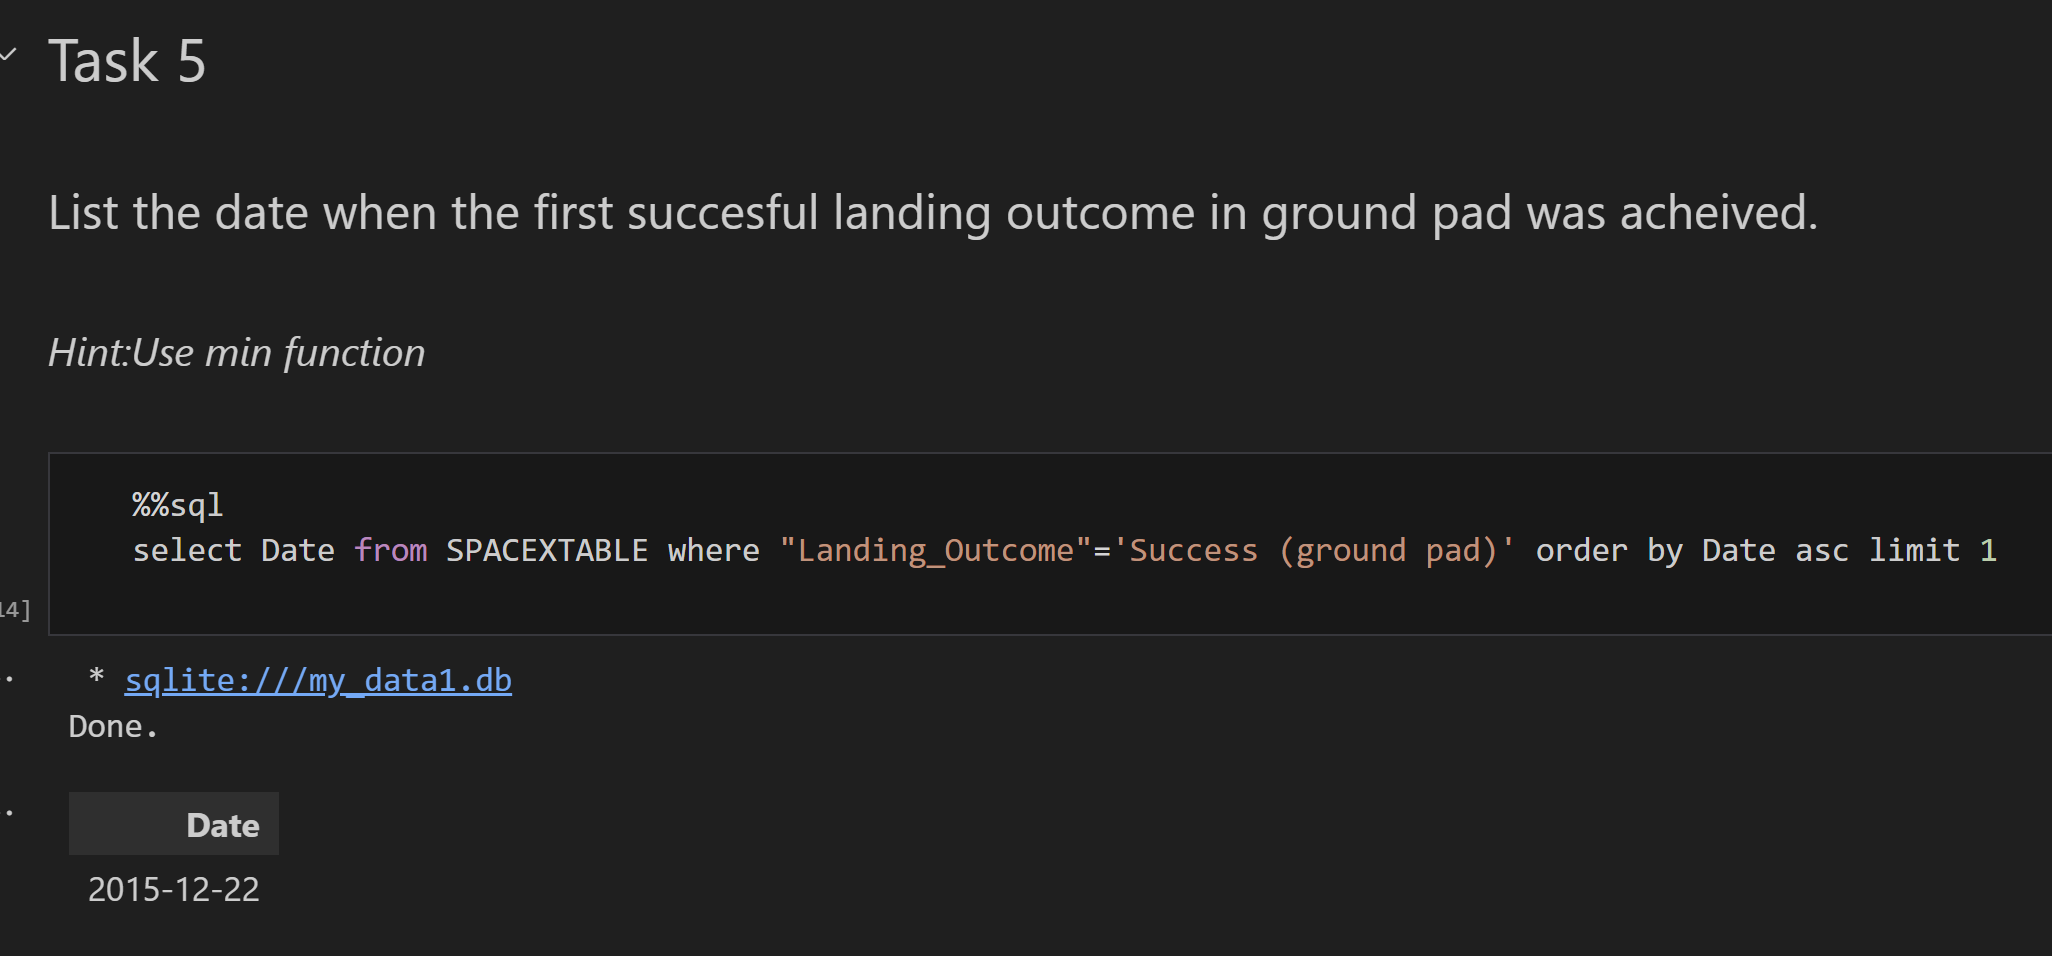 Task 5
List the date when the first succesful landing outcome in ground pad was acheived.
Hint:Use min function
%%sql
select Date from SPACEXTABLE where "Landing_Outcome"='Success (ground pad)' order by Date asc limit 1
14]
* sqlite:///my_data1.db
Done.
Date
2015-12-22